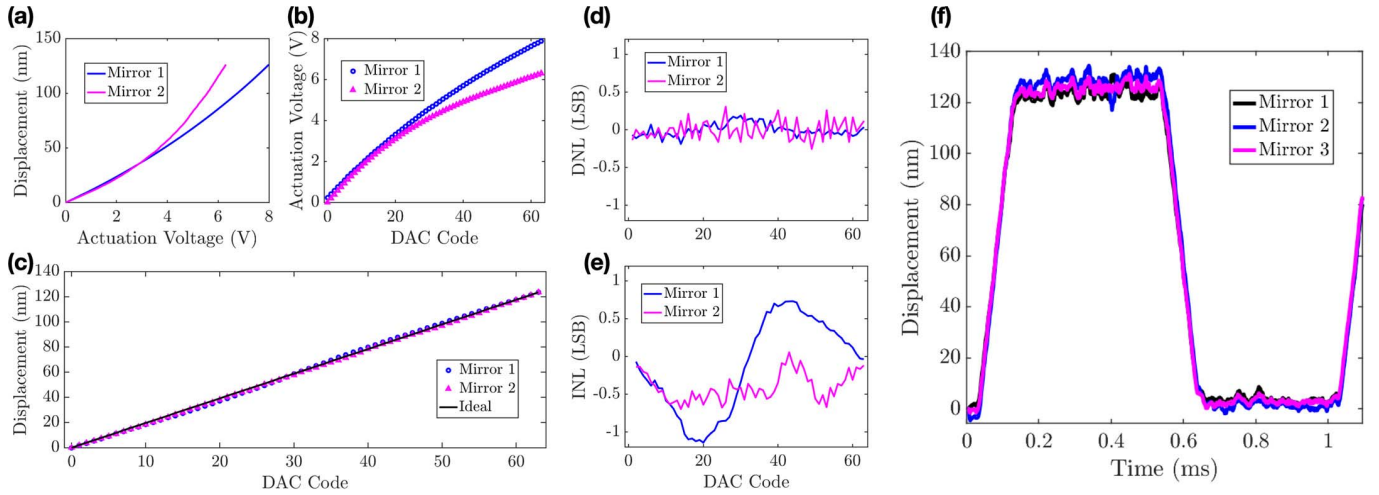 (a)
Displacement (nm)
150
100
50
0
0 2 4 6 8
Actuation Voltage (V)
Mirror 1
Mirror 2
(b)
Actuation Voltage (V)
8
6
4
2
0
0 20 40 60
DAC Code
Mirror 1
Mirror 2
(c)
Displacement (nm)
140
120
100
80
60
40
20
0
0 10 20 30 40 50 60
DAC Code
Mirror 1
Mirror 2
Ideal
(d)
DNL (LSB)
1
0.5
0
-0.5
-1
0 20 40 60
Mirror 1
Mirror 2
(e)
INL (LSB)
1
0.5
0
-0.5
-1
0 20 40 60
DAC Code
Mirror 1
Mirror 2
(f)
Displacement (nm)
140
120
100
80
60
40
20
0
0 0.2 0.4 0.6 0.8 1
Time (ms)
Mirror 1
Mirror 2
Mirror 3